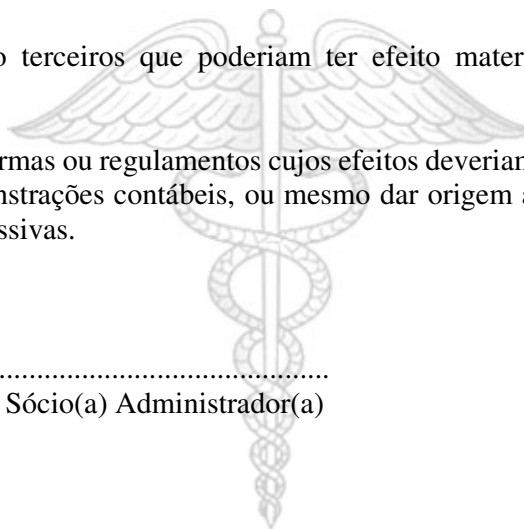 o terceiros que poderiam ter efeito mater
rmas ou regulamentos cujos efeitos deveriam
nstrações contábeis, ou mesmo dar origem a
ssivas.
............................................
Sócio(a) Administrador(a)